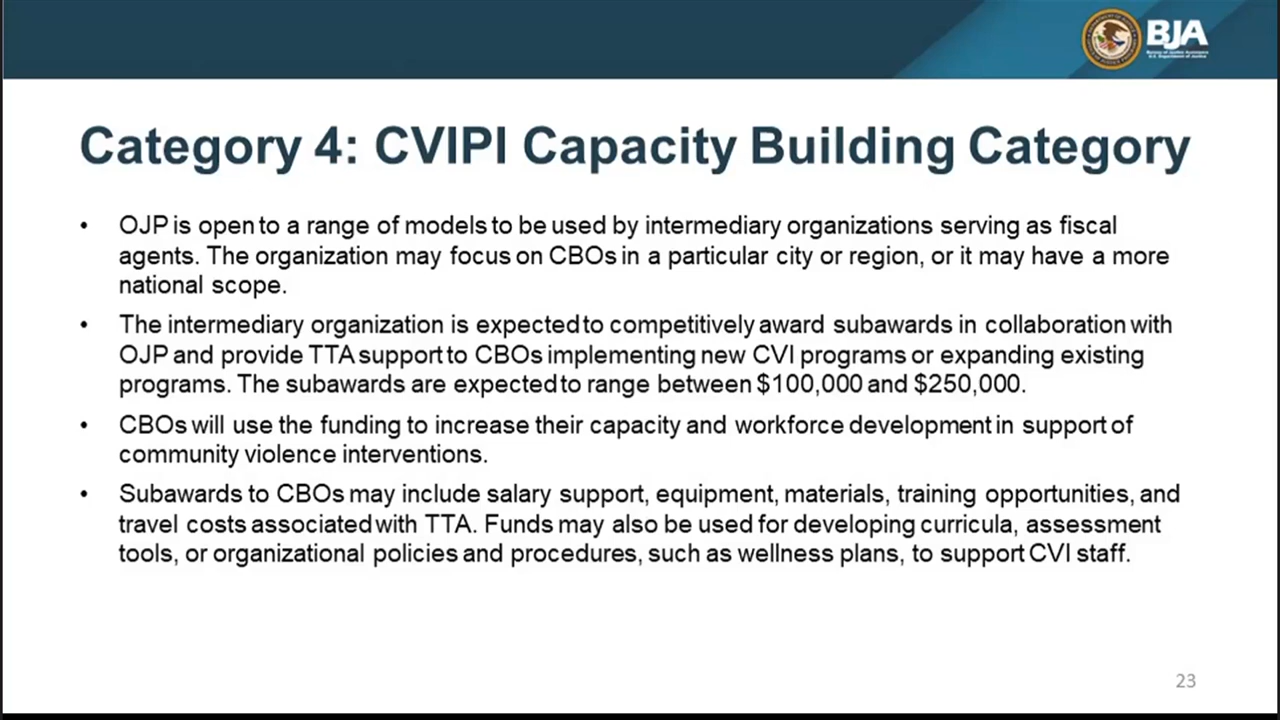 BJA
Bureau of Justice Assistance
U.S. Department of Justice
Category 4: CVIPI Capacity Building Category
• OJP is open to a range of models to be used by intermediary organizations serving as fiscal
agents. The organization may focus on CBOs in a particular city or region, or it may have a more
national scope.
• The intermediary organization is expected to competitively award subawards in collaboration with
OJP and provide TTA support to CBOs implementing new CVI programs or expanding existing
programs. The subawards are expected to range between $100,000 and $250,000.
• CBOs will use the funding to increase their capacity and workforce development in support of
community violence interventions.
• Subawards to CBOs may include salary support, equipment, materials, training opportunities, and
travel costs associated with TTA. Funds may also be used for developing curricula, assessment
tools, or organizational policies and procedures, such as wellness plans, to support CVI staff.
23